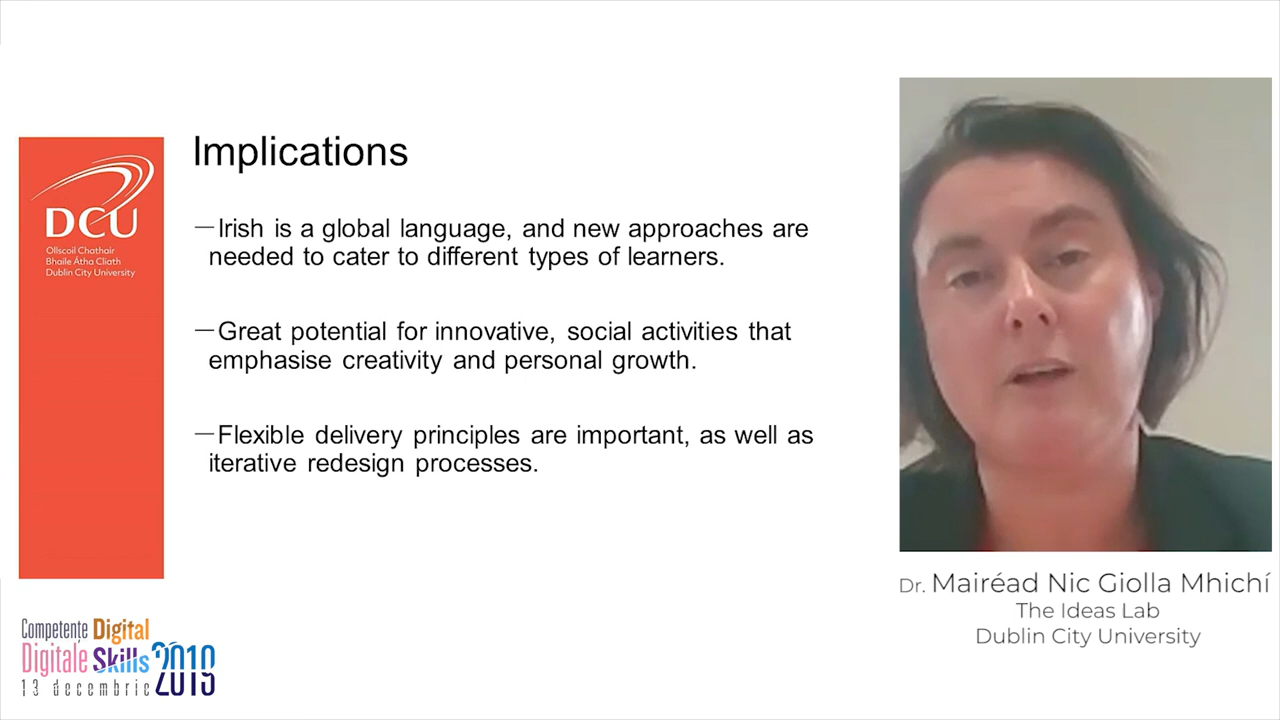 Implications
—Irish is a global language, and new approaches are
needed to cater to different types of learners.
—Great potential for innovative, social activities that
emphasise creativity and personal growth.
—Flexible delivery principles are important, as well as
iterative redesign processes.
DCU
Ollscoil Chathair
Bhaile Átha Cliath
Dublin City University
Dr. Mairéad Nic Giolla Mhichí
The Ideas Lab
Dublin City University
Competențe Digital
Digitale Skills 2019
13 decembrie